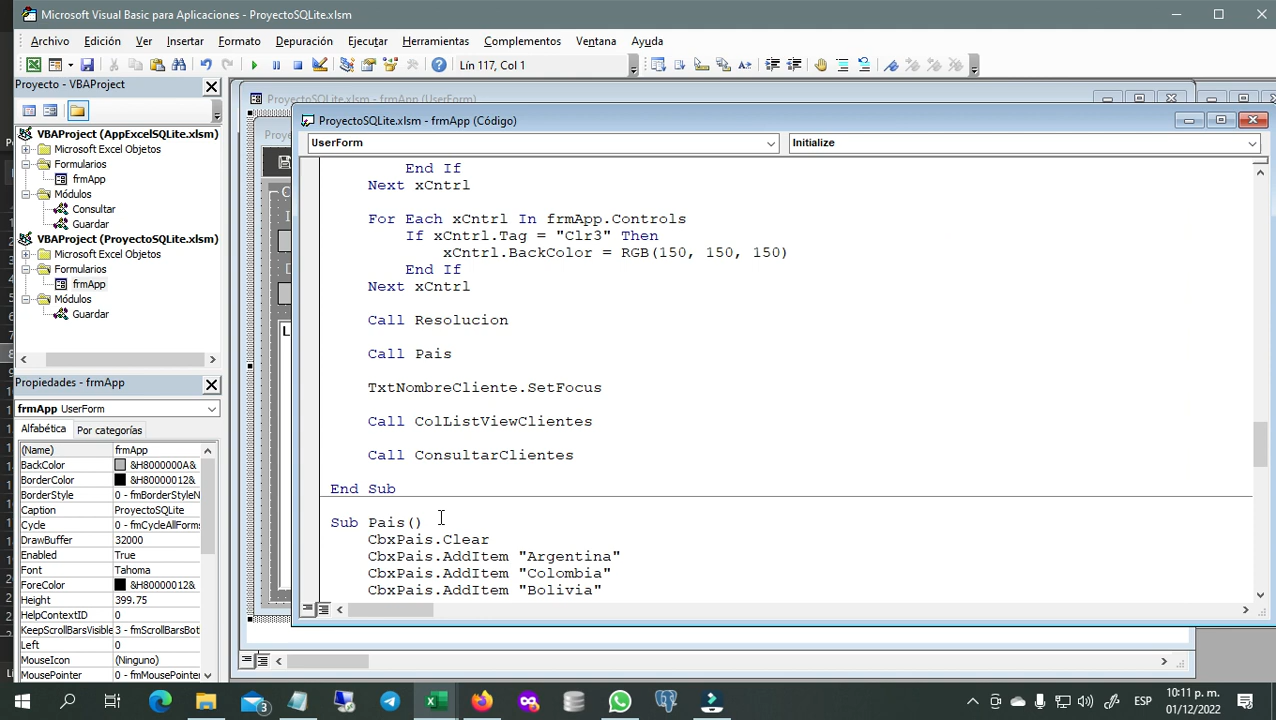 Microsoft Visual Basic para Aplicaciones - ProyectoSQLite.xlsm
Archivo Edición Ver Insertar Formato Depuración Ejecutar Herramientas Complementos Ventana Ayuda
Lín 117, Col 1
Proyecto - VBAProject
VBAProject (AppExcelSQLite.xlsm)
Microsoft Excel Objetos
Formularios
frmApp
Módulos
Consultar
Guardar
VBAProject (ProyectoSQLite.xlsm)
Microsoft Excel Objetos
Formularios
frmApp
Módulos
Guardar
Propiedades - frmApp
frmApp UserForm
Alfabética Por categorías
(Name) frmApp
BackColor &H8000000A&
BorderColor &H80000012&
BorderStyle 0 - fmBorderStyleN
Caption ProyectoSQLite
Cycle 0 - fmCycleAllForms
DrawBuffer 32000
Enabled True
Font Tahoma
ForeColor &H80000012&
Height 399.75
HelpContextID 0
KeepScrollBarsVisible 3 - fmScrollBarsBot
Left 0
MouseIcon (Ninguno)
MousePointer 0 - fmMousePointer
ProyectoSQLite.xlsm - frmApp (UserForm)
ProyectoSQLite.xlsm - frmApp (Código)
UserForm Initialize
End If
Next xCntrl
For Each xCntrl In frmApp.Controls
If xCntrl.Tag = "Clr3" Then
xCntrl.BackColor = RGB(150, 150, 150)
End If
Next xCntrl
Call Resolucion
Call Pais
TxtNombreCliente.SetFocus
Call ColListViewClientes
Call ConsultarClientes
End Sub
Sub Pais()
CbxPais.Clear
CbxPais.AddItem "Argentina"
CbxPais.AddItem "Colombia"
CbxPais.AddItem "Bolivia"
3
ESP
10:11 p. m.
01/12/2022